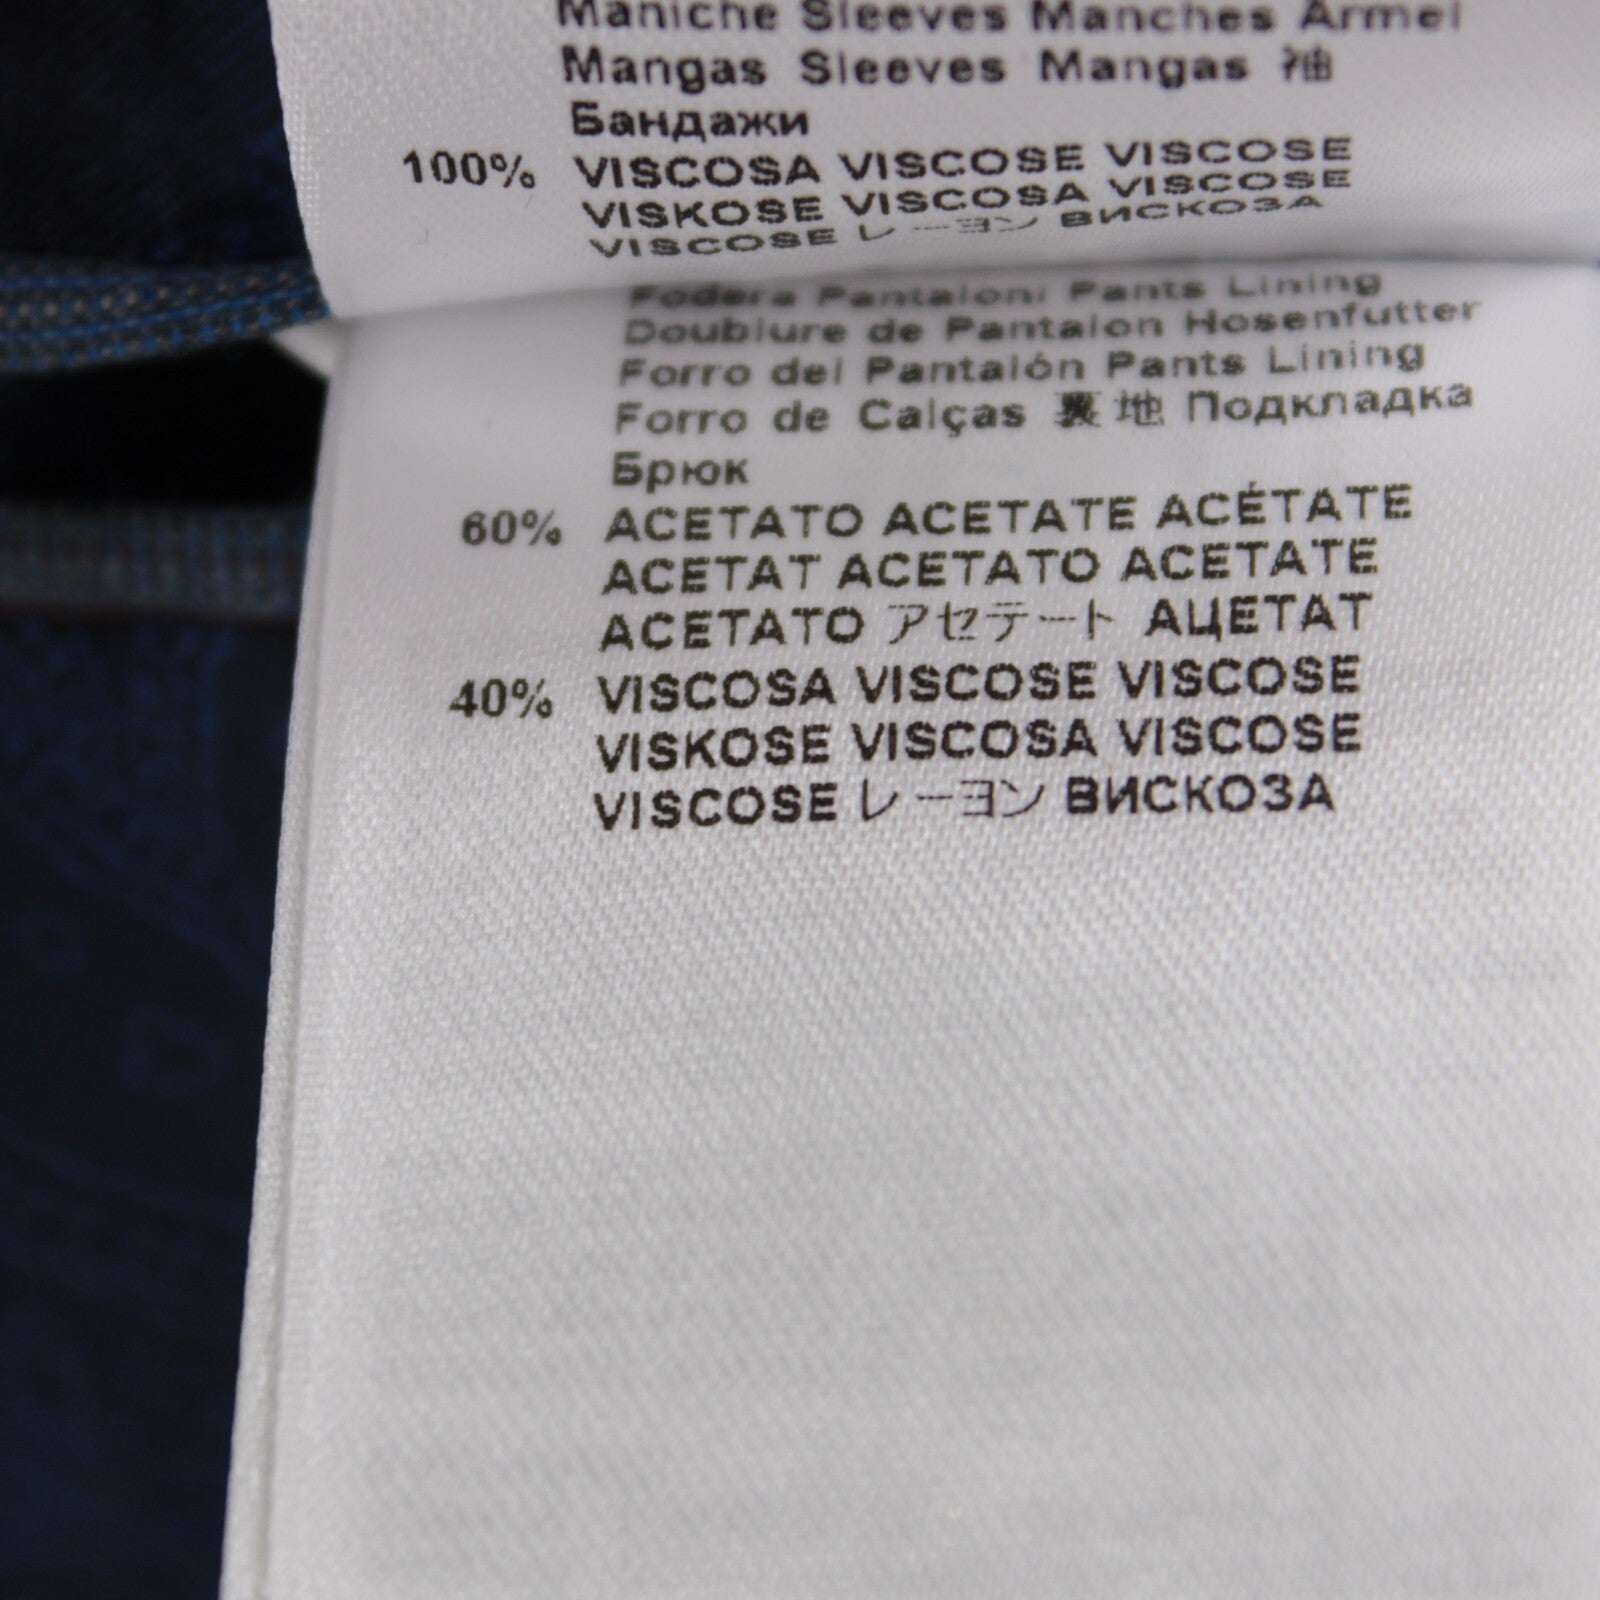 Maniche Sleeves Manches Ärmel
Mangas Sleeves Mangas 袖
Бандажи
100% VISCOSA VISCOSE VISCOSE
VISKOSE VISCOSA VISCOSE
VISCOSE レーヨン ВИСКОЗА
Fodera Pantaloni Pants Lining
Doublure de Pantalon Hosenfutter
Forro del Pantalón Pants Lining
Forro de Calças 裏地 Подкладка
Брюк
60% ACETATO ACETATE ACÉTATE
ACETAT ACETATO ACETATE
ACETATO アセテート АЦЕТАТ
40% VISCOSA VISCOSE VISCOSE
VISKOSE VISCOSA VISCOSE
VISCOSE レーヨン ВИСКОЗА